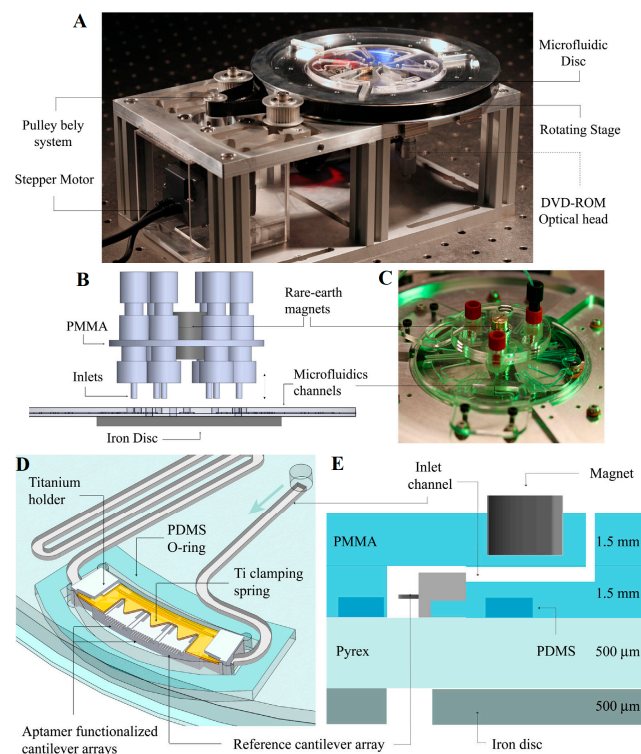 A
Microfluidic
Disc
Pulley bely
system
Rotating Stage
Stepper Motor
DVD-ROM
Optical head
B
C
Rare-earth
magnets
PMMA
Inlets
Microfluidics
channels
Iron Disc
D
E
Titanium
holder
Inlet
channel
Magnet
PDMS
O-ring
PMMA
1.5 mm
Ti clamping
spring
1.5 mm
Pyrex
PDMS
500 µm
500 µm
Aptamer functionalized
cantilever arrays
Reference cantilever array
Iron disc